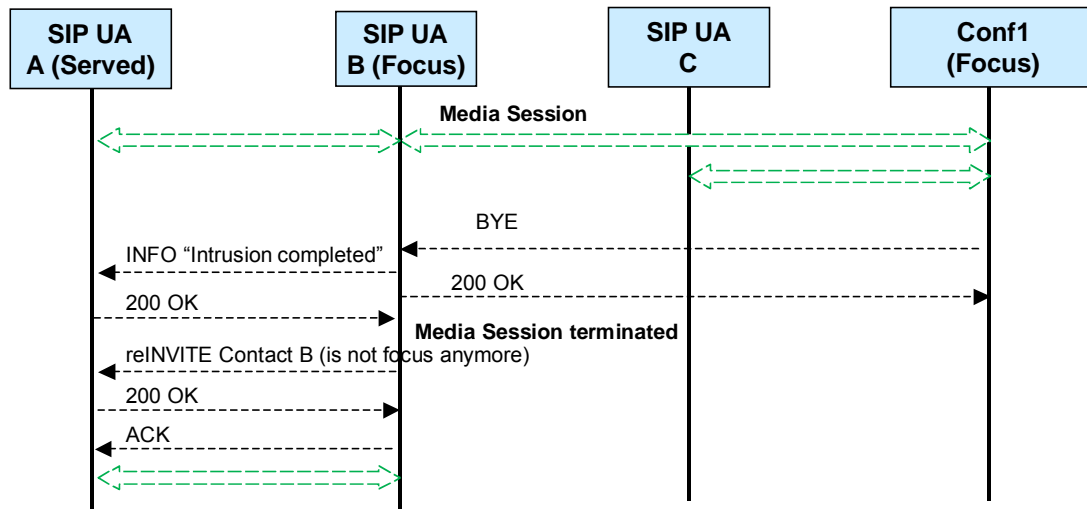 SIP UA
A (Served)
SIP UA
B (Focus)
SIP UA
C
Conf1
(Focus)
Media Session
BYE
INFO “Intrusion completed”
200 OK
200 OK
Media Session terminated
reINVITE Contact B (is not focus anymore)
200 OK
ACK